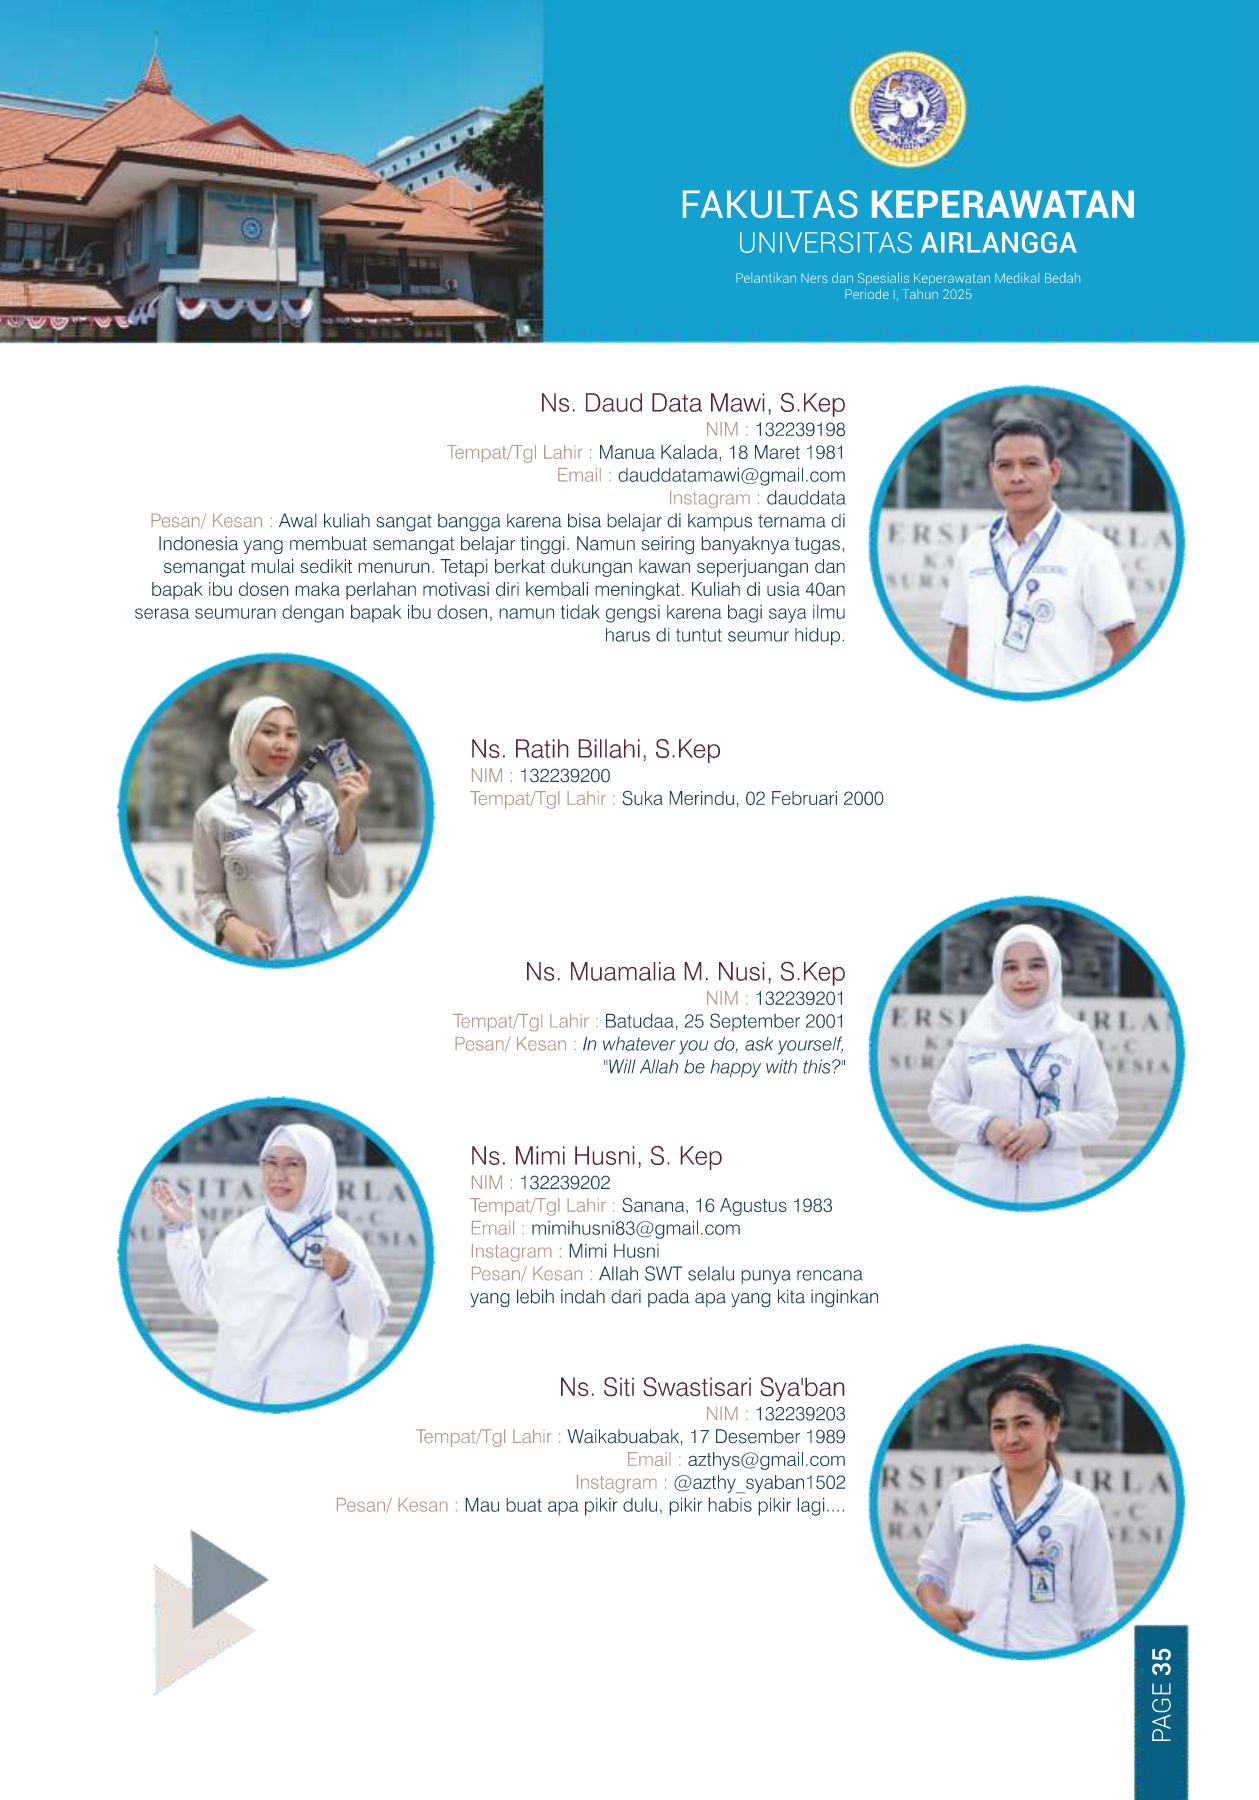 FAKULTAS KEPERAWATAN
UNIVERSITAS AIRLANGGA
Pelantikan Ners dan Spesialis Keperawatan Medikal Bedah
Periode I, Tahun 2025
Ns. Daud Data Mawi, S.Kep
NIM : 132239198
Tempat/Tgl Lahir : Manua Kalada, 18 Maret 1981
Email : dauddatamawi@gmail.com
Instagram : dauddata
Pesan/ Kesan : Awal kuliah sangat bangga karena bisa belajar di kampus ternama di
Indonesia yang membuat semangat belajar tinggi. Namun seiring banyaknya tugas,
semangat mulai sedikit menurun. Tetapi berkat dukungan kawan seperjuangan dan
bapak ibu dosen maka perlahan motivasi diri kembali meningkat. Kuliah di usia 40an
serasa seumuran dengan bapak ibu dosen, namun tidak gengsi karena bagi saya ilmu
harus di tuntut seumur hidup.
Ns. Ratih Billahi, S.Kep
NIM : 132239200
Tempat/Tgl Lahir : Suka Merindu, 02 Februari 2000
Ns. Muamalia M. Nusi, S.Kep
NIM : 132239201
Tempat/Tgl Lahir : Batudaa, 25 September 2001
Pesan/ Kesan : In whatever you do, ask yourself,
"Will Allah be happy with this?"
Ns. Mimi Husni, S. Kep
NIM : 132239202
Tempat/Tgl Lahir : Sanana, 16 Agustus 1983
Email : mimihusni83@gmail.com
Instagram : Mimi Husni
Pesan/ Kesan : Allah SWT selalu punya rencana
yang lebih indah dari pada apa yang kita inginkan
Ns. Siti Swastisari Sya'ban
NIM : 132239203
Tempat/Tgl Lahir : Waikabuabak, 17 Desember 1989
Email : azthys@gmail.com
Instagram : @azthy_syaban1502
Pesan/ Kesan : Mau buat apa pikir dulu, pikir habis pikir lagi....
PAGE 35